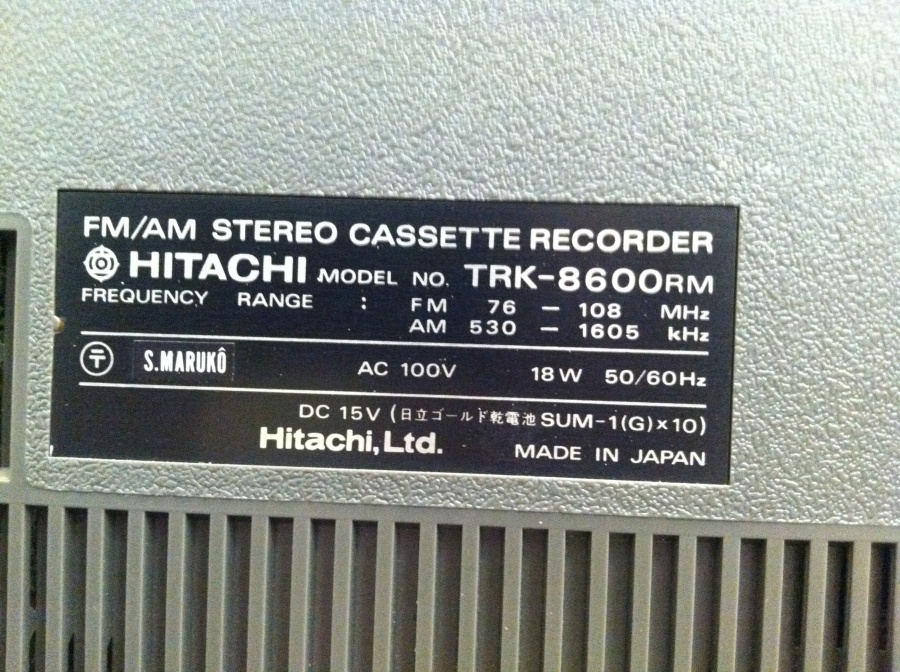 FM/AM STEREO CASSETTE RECORDER
HITACHI MODEL NO. TRK-8600RM
FREQUENCY RANGE : FM 76 - 108 MHz
AM 530 - 1605 kHz
〒 S.MARUKÔ AC 100V 18W 50/60Hz
DC 15V (日立ゴールド乾電池 SUM-1(G)×10)
Hitachi, Ltd. MADE IN JAPAN